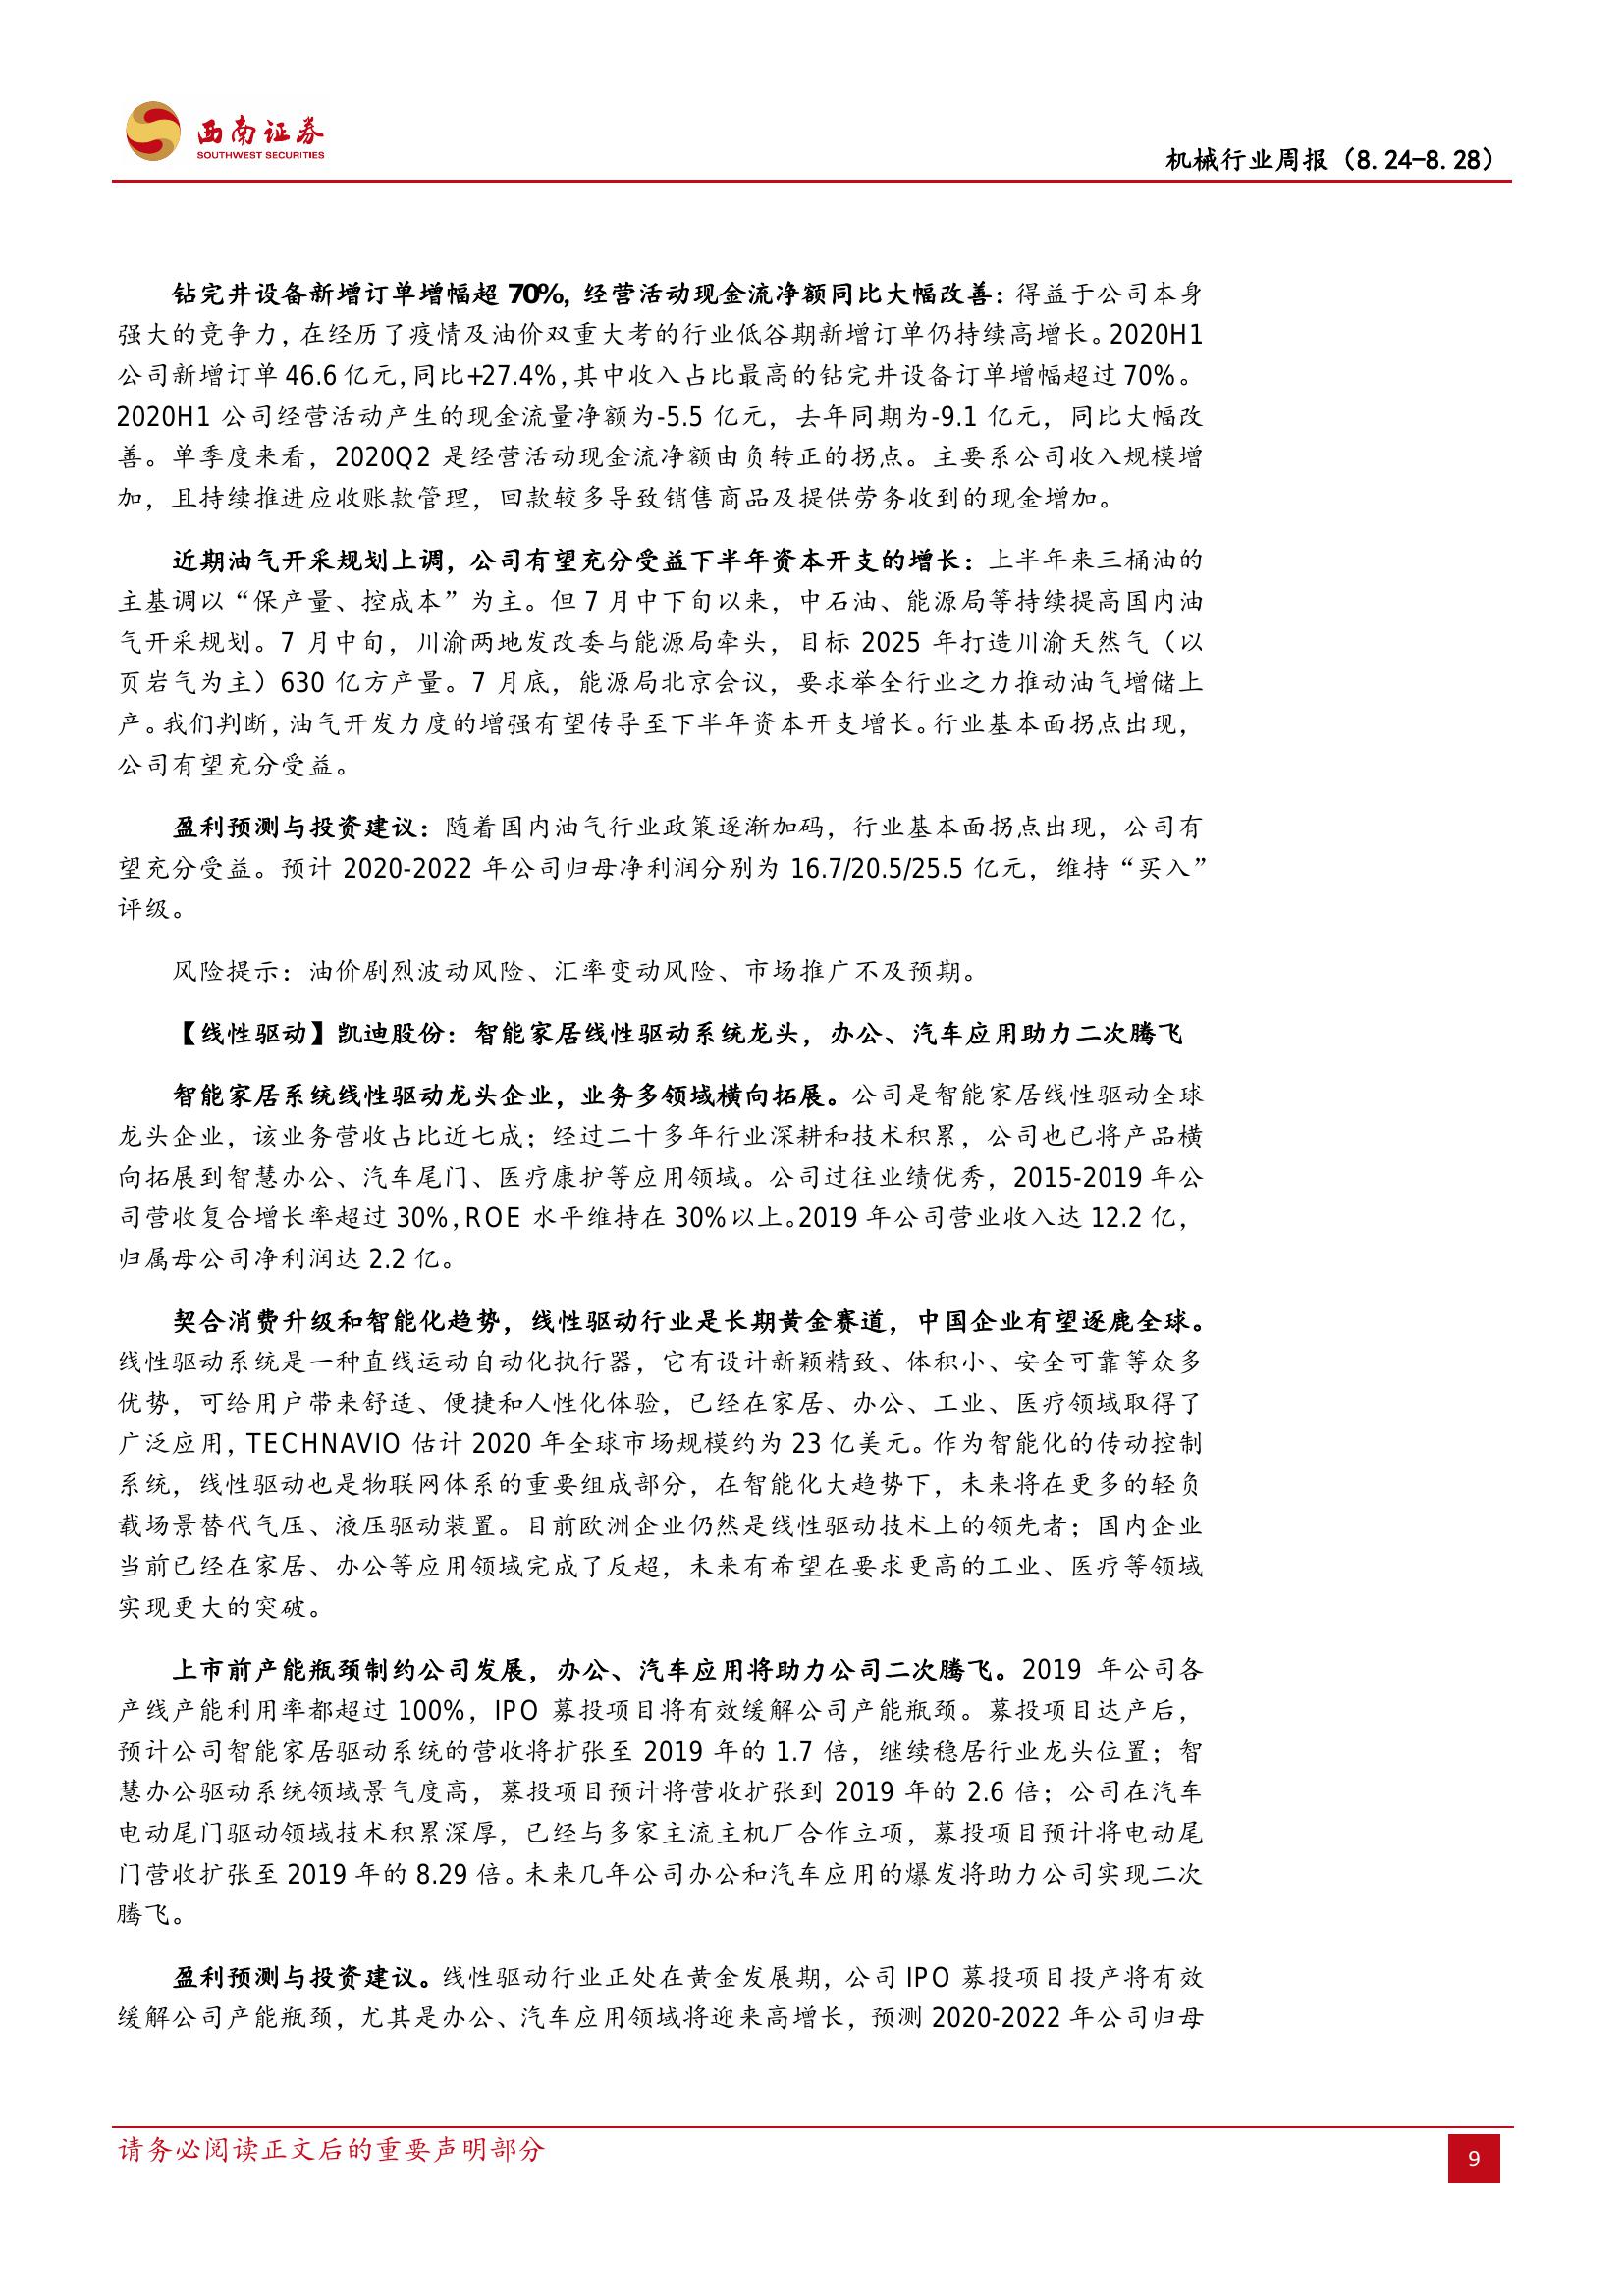 西南证券
SOUTHWEST SECURITIES
机械行业周报（8.24-8.28）
钻完井设备新增订单增幅超 70%，经营活动现金流净额同比大幅改善：得益于公司本身
强大的竞争力，在经历了疫情及油价双重大考的行业低谷期新增订单仍持续高增长。2020H1
公司新增订单 46.6 亿元，同比+27.4%，其中收入占比最高的钻完井设备订单增幅超过 70%。
2020H1 公司经营活动产生的现金流量净额为-5.5 亿元，去年同期为-9.1 亿元，同比大幅改
善。单季度来看，2020Q2 是经营活动现金流净额由负转正的拐点。主要系公司收入规模增
加，且持续推进应收账款管理，回款较多导致销售商品及提供劳务收到的现金增加。
近期油气开采规划上调，公司有望充分受益下半年资本开支的增长：上半年来三桶油的
主基调以“保产量、控成本”为主。但 7 月中下旬以来，中石油、能源局等持续提高国内油
气开采规划。7 月中旬，川渝两地发改委与能源局牵头，目标 2025 年打造川渝天然气（以
页岩气为主）630 亿方产量。7 月底，能源局北京会议，要求举全行业之力推动油气增储上
产。我们判断，油气开发力度的增强有望传导至下半年资本开支增长。行业基本面拐点出现，
公司有望充分受益。
盈利预测与投资建议：随着国内油气行业政策逐渐加码，行业基本面拐点出现，公司有
望充分受益。预计 2020-2022 年公司归母净利润分别为 16.7/20.5/25.5 亿元，维持“买入”
评级。
风险提示：油价剧烈波动风险、汇率变动风险、市场推广不及预期。
【线性驱动】凯迪股份：智能家居线性驱动系统龙头，办公、汽车应用助力二次腾飞
智能家居系统线性驱动龙头企业，业务多领域横向拓展。公司是智能家居线性驱动全球
龙头企业，该业务营收占比近七成；经过二十多年行业深耕和技术积累，公司也已将产品横
向拓展到智慧办公、汽车尾门、医疗康护等应用领域。公司过往业绩优秀，2015-2019 年公
司营收复合增长率超过 30%，ROE 水平维持在 30%以上。2019 年公司营业收入达 12.2 亿，
归属母公司净利润达 2.2 亿。
契合消费升级和智能化趋势，线性驱动行业是长期黄金赛道，中国企业有望逐鹿全球。
线性驱动系统是一种直线运动自动化执行器，它有设计新颖精致、体积小、安全可靠等众多
优势，可给用户带来舒适、便捷和人性化体验，已经在家居、办公、工业、医疗领域取得了
广泛应用，TECHNAVIO 估计 2020 年全球市场规模约为 23 亿美元。作为智能化的传动控制
系统，线性驱动也是物联网体系的重要组成部分，在智能化大趋势下，未来将在更多的轻负
载场景替代气压、液压驱动装置。目前欧洲企业仍然是线性驱动技术上的领先者；国内企业
当前已经在家居、办公等应用领域完成了反超，未来有希望在要求更高的工业、医疗等领域
实现更大的突破。
上市前产能瓶颈制约公司发展，办公、汽车应用将助力公司二次腾飞。2019 年公司各
产线产能利用率都超过 100%，IPO 募投项目将有效缓解公司产能瓶颈。募投项目达产后，
预计公司智能家居驱动系统的营收将扩张至 2019 年的 1.7 倍，继续稳居行业龙头位置；智
慧办公驱动系统领域景气度高，募投项目预计将营收扩张到 2019 年的 2.6 倍；公司在汽车
电动尾门驱动领域技术积累深厚，已经与多家主流主机厂合作立项，募投项目预计将电动尾
门营收扩张至 2019 年的 8.29 倍。未来几年公司办公和汽车应用的爆发将助力公司实现二次
腾飞。
盈利预测与投资建议。线性驱动行业正处在黄金发展期，公司 IPO 募投项目投产将有效
缓解公司产能瓶颈，尤其是办公、汽车应用领域将迎来高增长，预测 2020-2022 年公司归母
请务必阅读正文后的重要声明部分
9